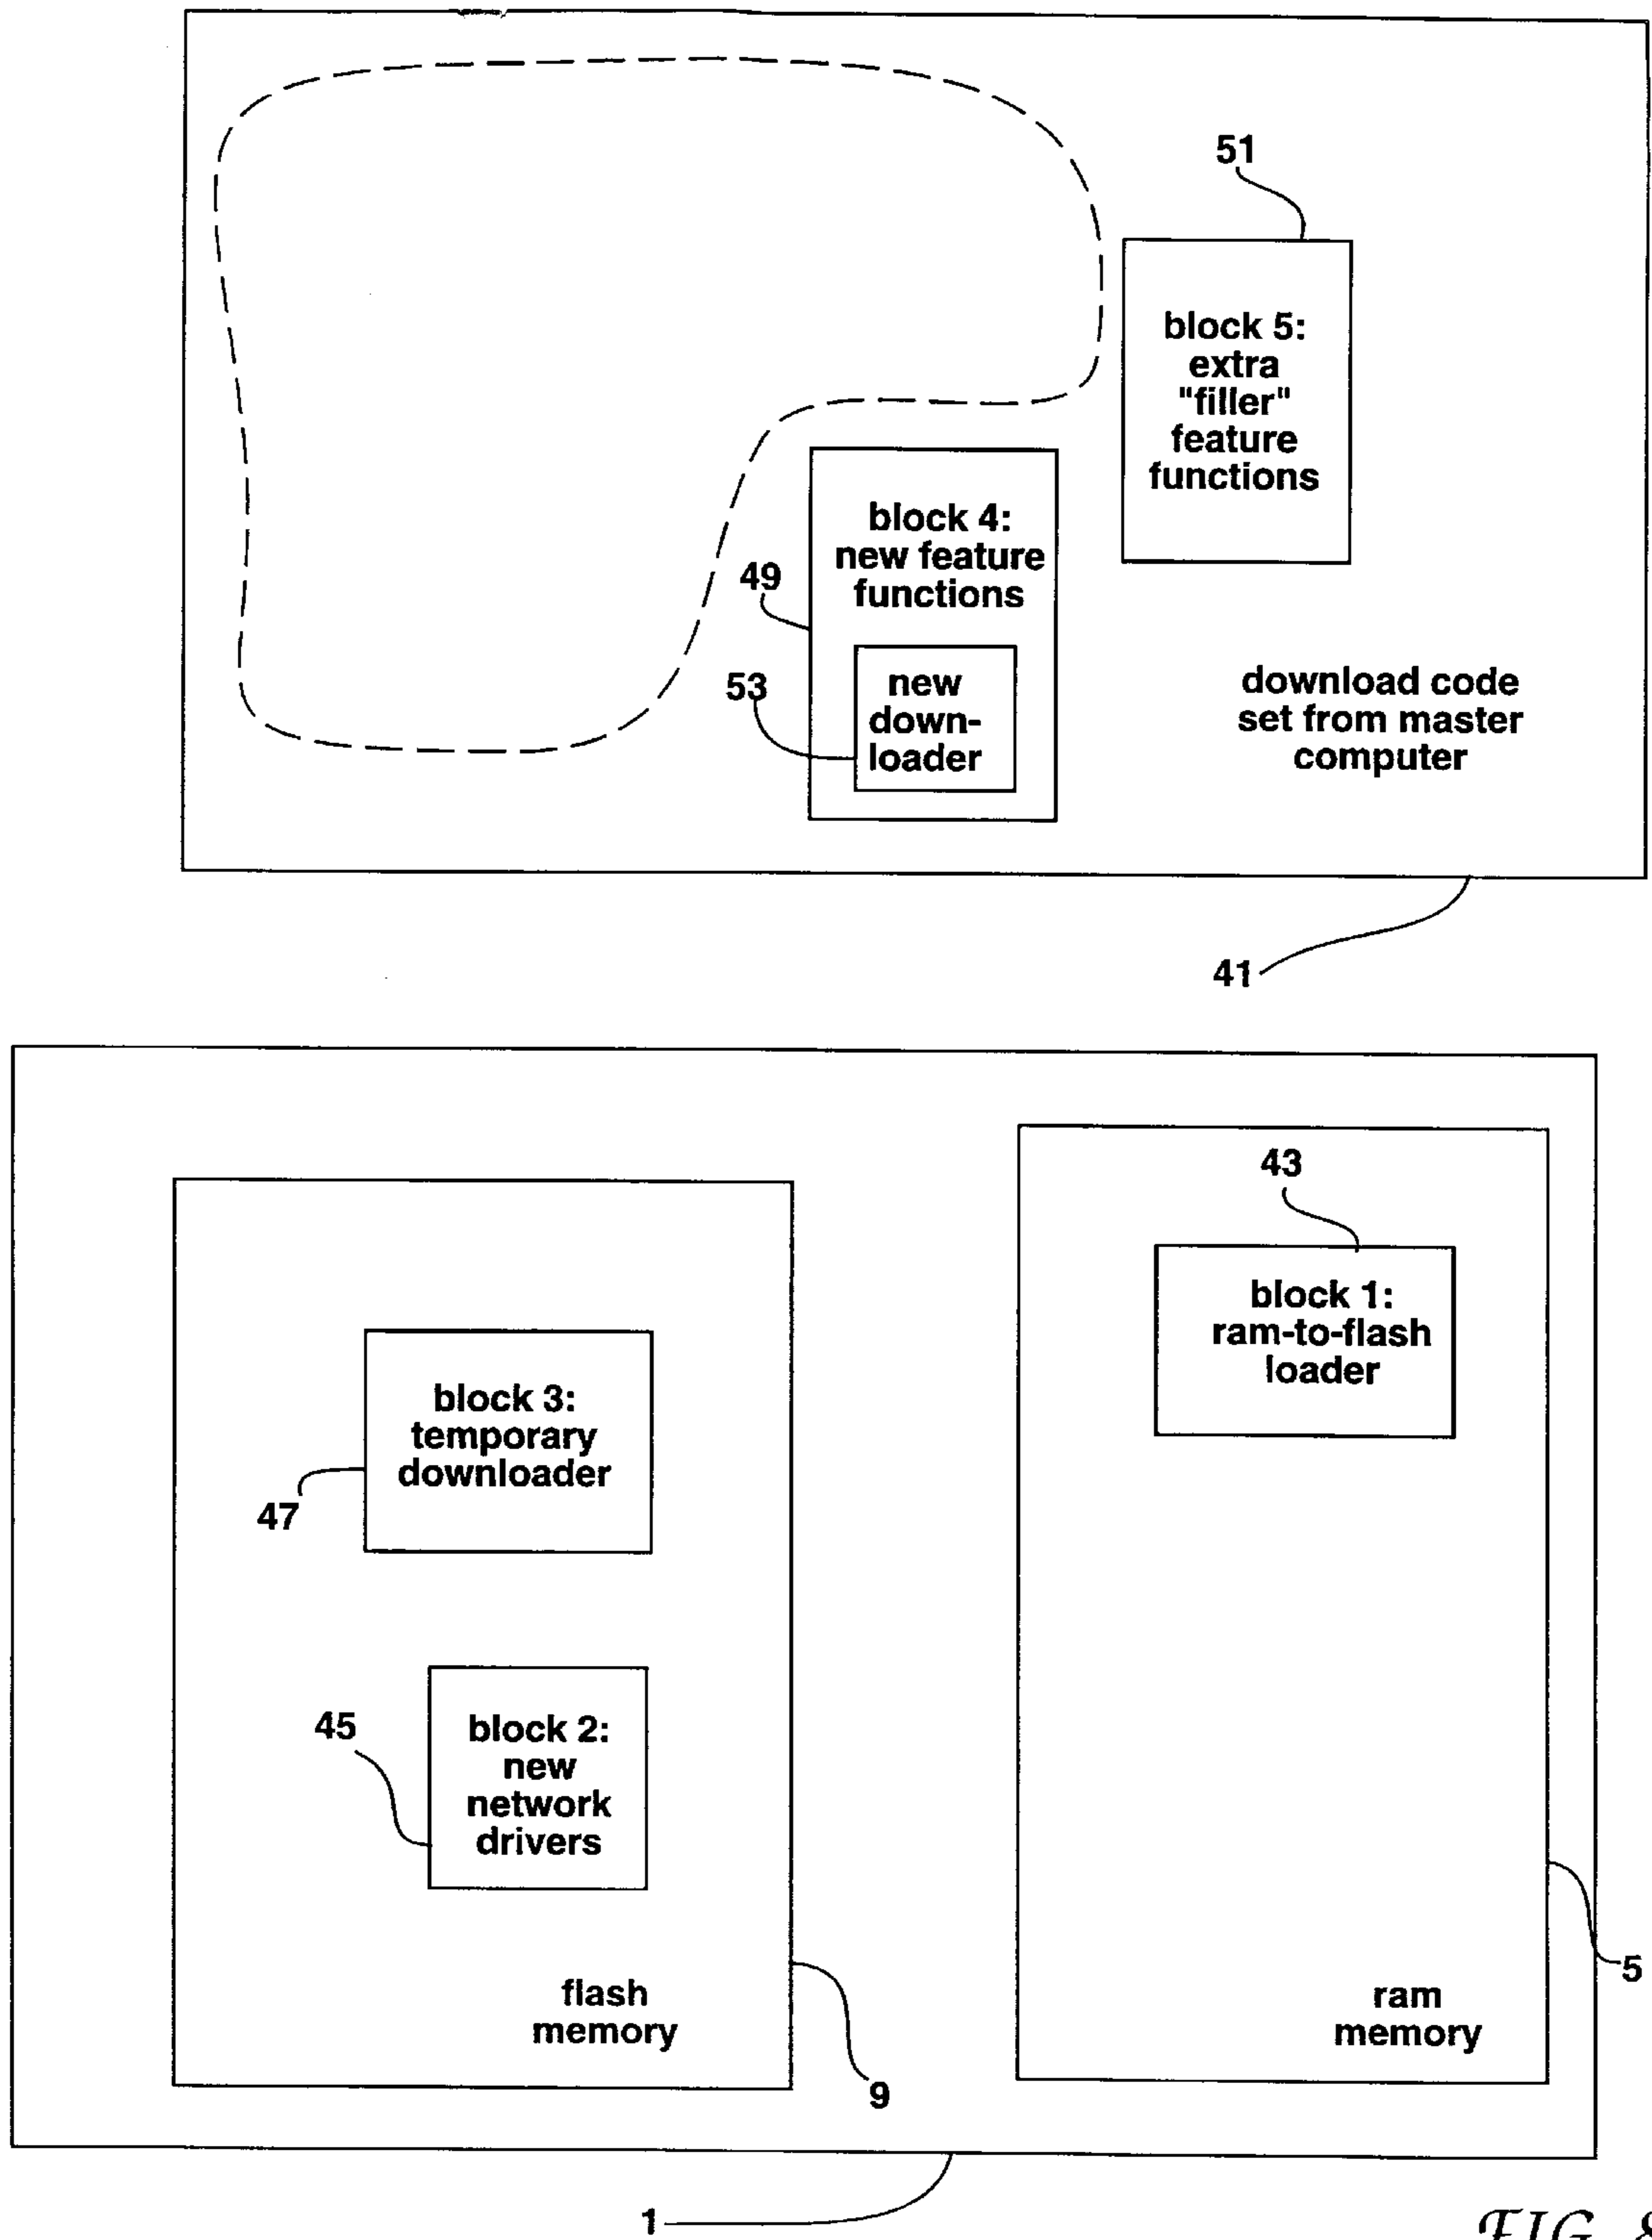 51
block 5:
extra
"filler"
feature
functions
block 4:
new feature
functions
49
53
new
down-
loader
download code
set from master
computer
41
43
block 1:
ram-to-flash
loader
block 3:
temporary
downloader
47
45
block 2:
new
network
drivers
flash
memory
9
ram
memory
5
1
FIG. 8